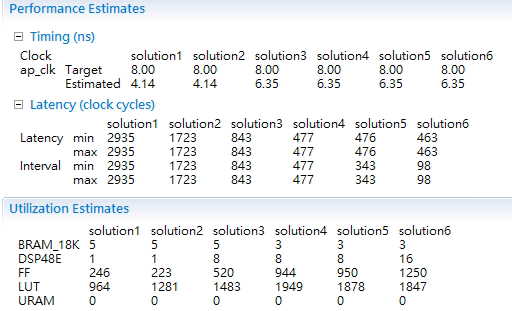 Performance Estimates
Timing (ns)
Clock solution1 solution2 solution3 solution4 solution5 solution6
ap_clk Target 8.00 8.00 8.00 8.00 8.00 8.00
Estimated 4.14 4.14 6.35 6.35 6.35 6.35
Latency (clock cycles)
solution1 solution2 solution3 solution4 solution5 solution6
Latency min 2935 1723 843 477 476 463
max 2935 1723 843 477 476 463
Interval min 2935 1723 843 477 343 98
max 2935 1723 843 477 343 98
Utilization Estimates
solution1 solution2 solution3 solution4 solution5 solution6
BRAM_18K 5 5 5 3 3 3
DSP48E 1 1 8 8 8 16
FF 246 223 520 944 950 1250
LUT 964 1281 1483 1949 1878 1847
URAM 0 0 0 0 0 0